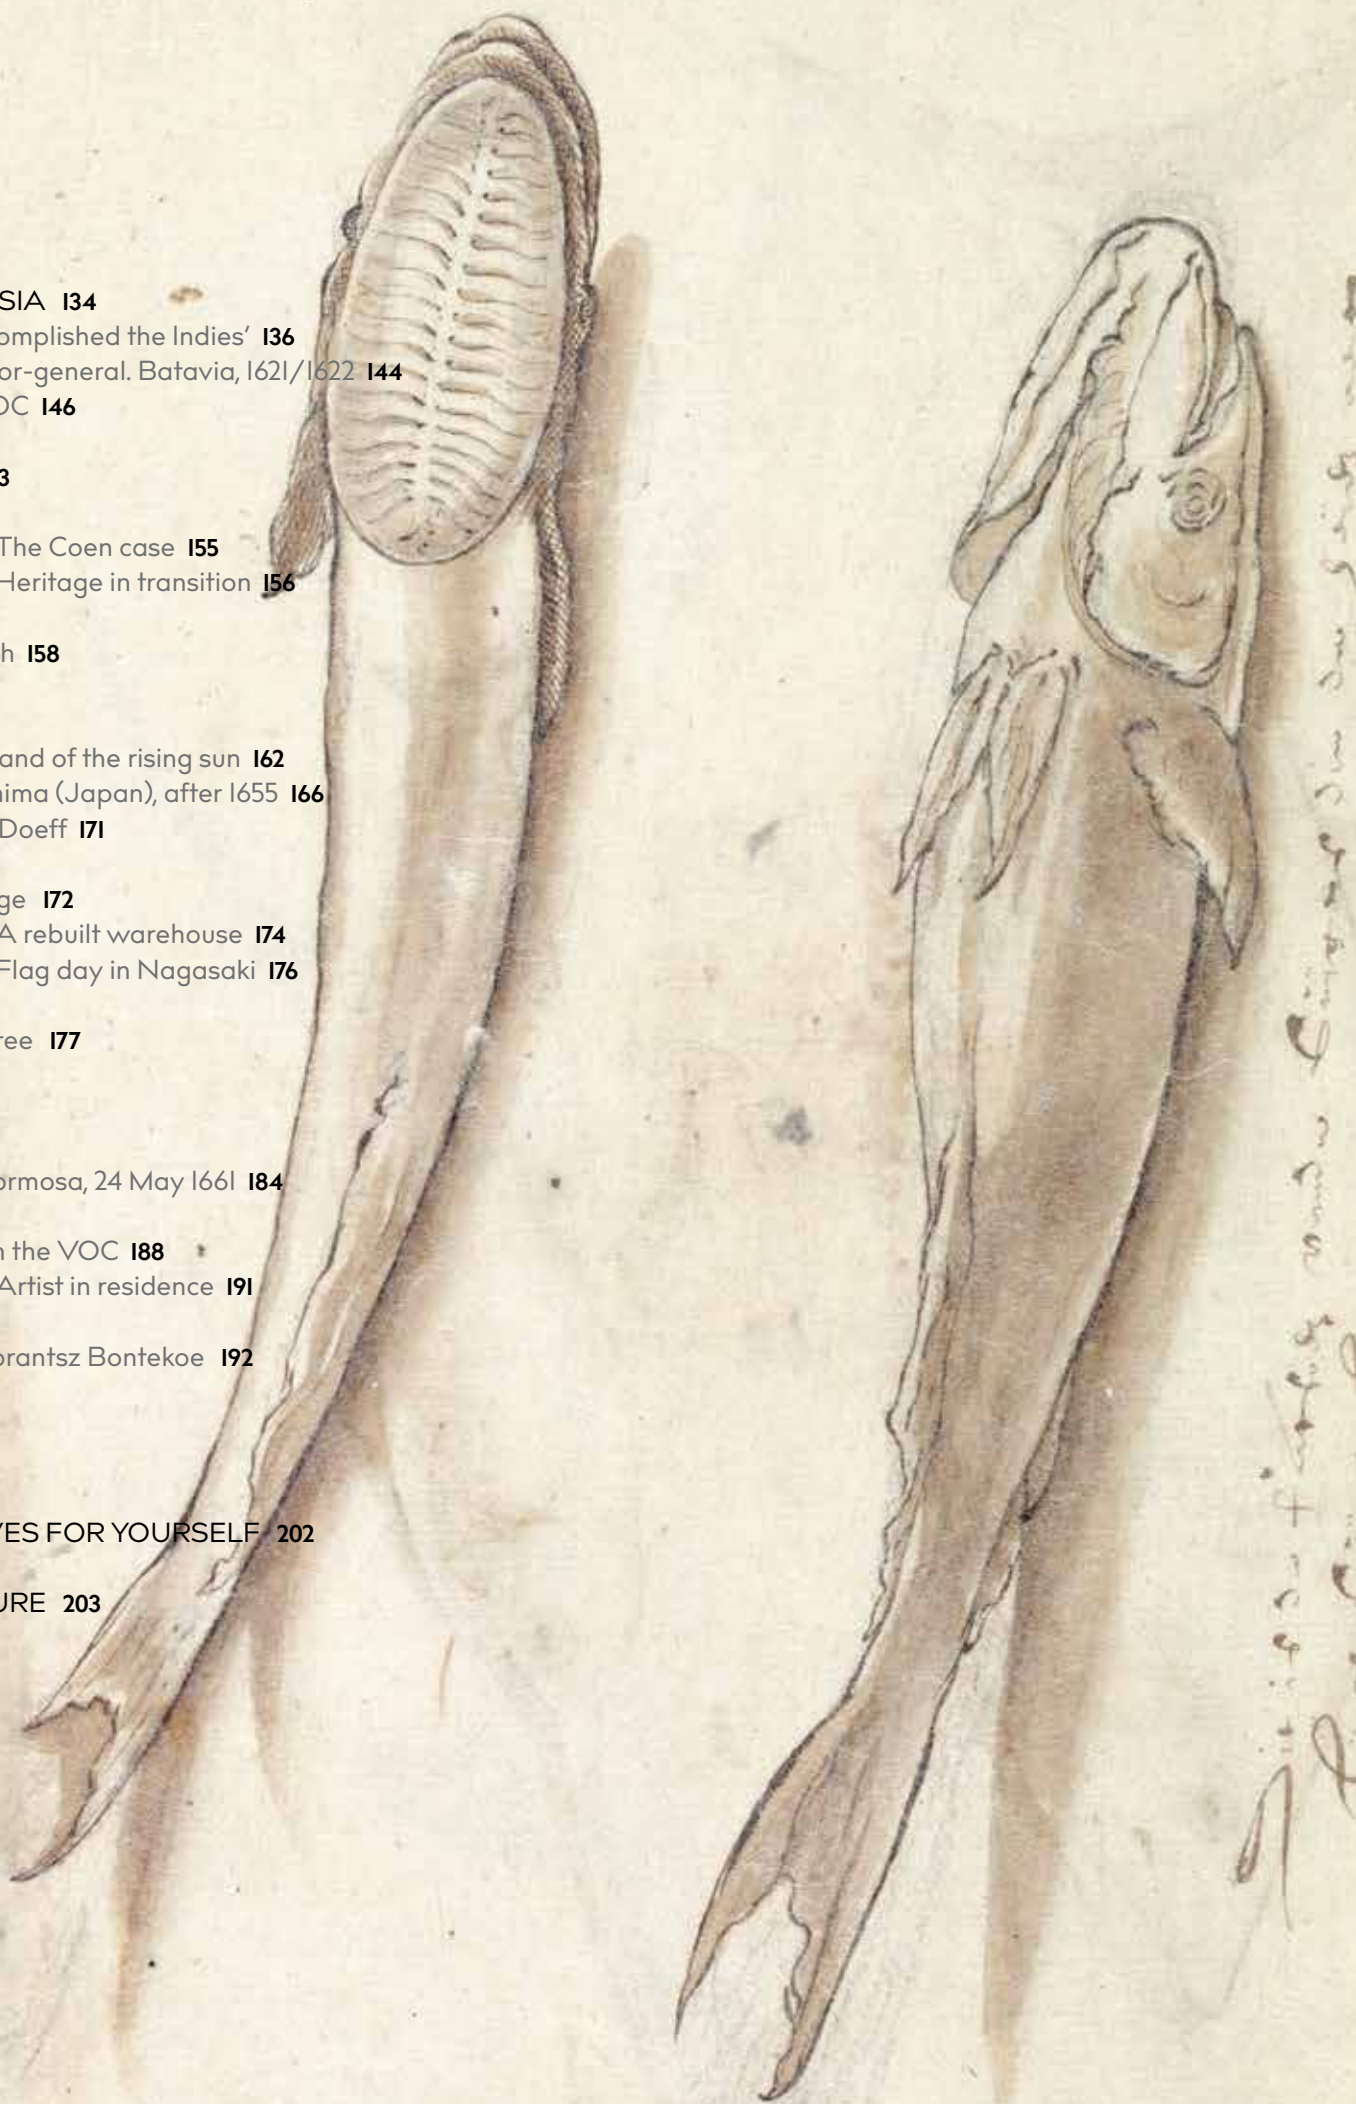 SIA 134
omplished the Indies’ 136
or-general. Batavia, 1621/1622 144
OC 146
3
The Coen case 155
Heritage in transition 156
h 158
and of the rising sun 162
hima (Japan), after 1655 166
Doeff 171
ge 172
A rebuilt warehouse 174
Flag day in Nagasaki 176
ree 177
ormosa, 24 May 1661 184
n the VOC 188
Artist in residence 191
orantsz Bontekoe 192
VES FOR YOURSELF 202
URE 203